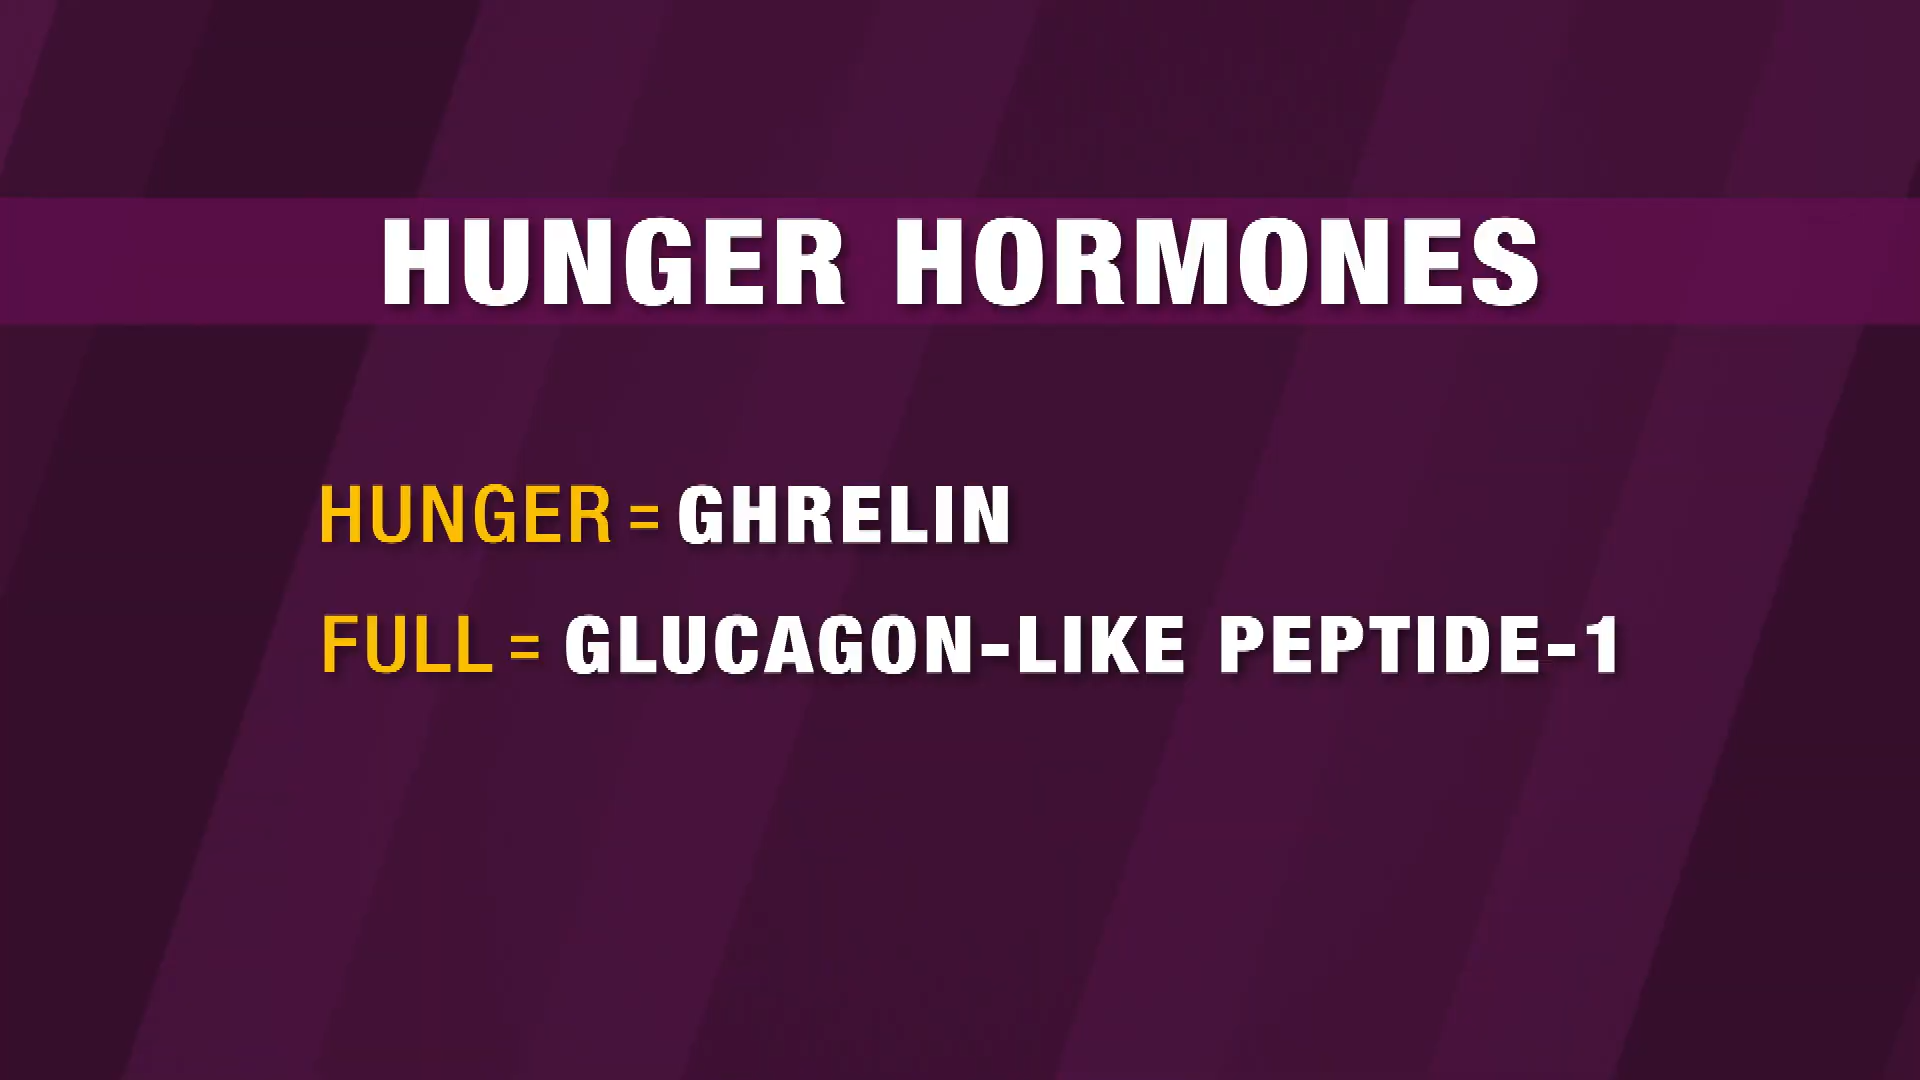 HUNGER HORMONES
HUNGER = GHRELIN
FULL = GLUCAGON-LIKE PEPTIDE-1